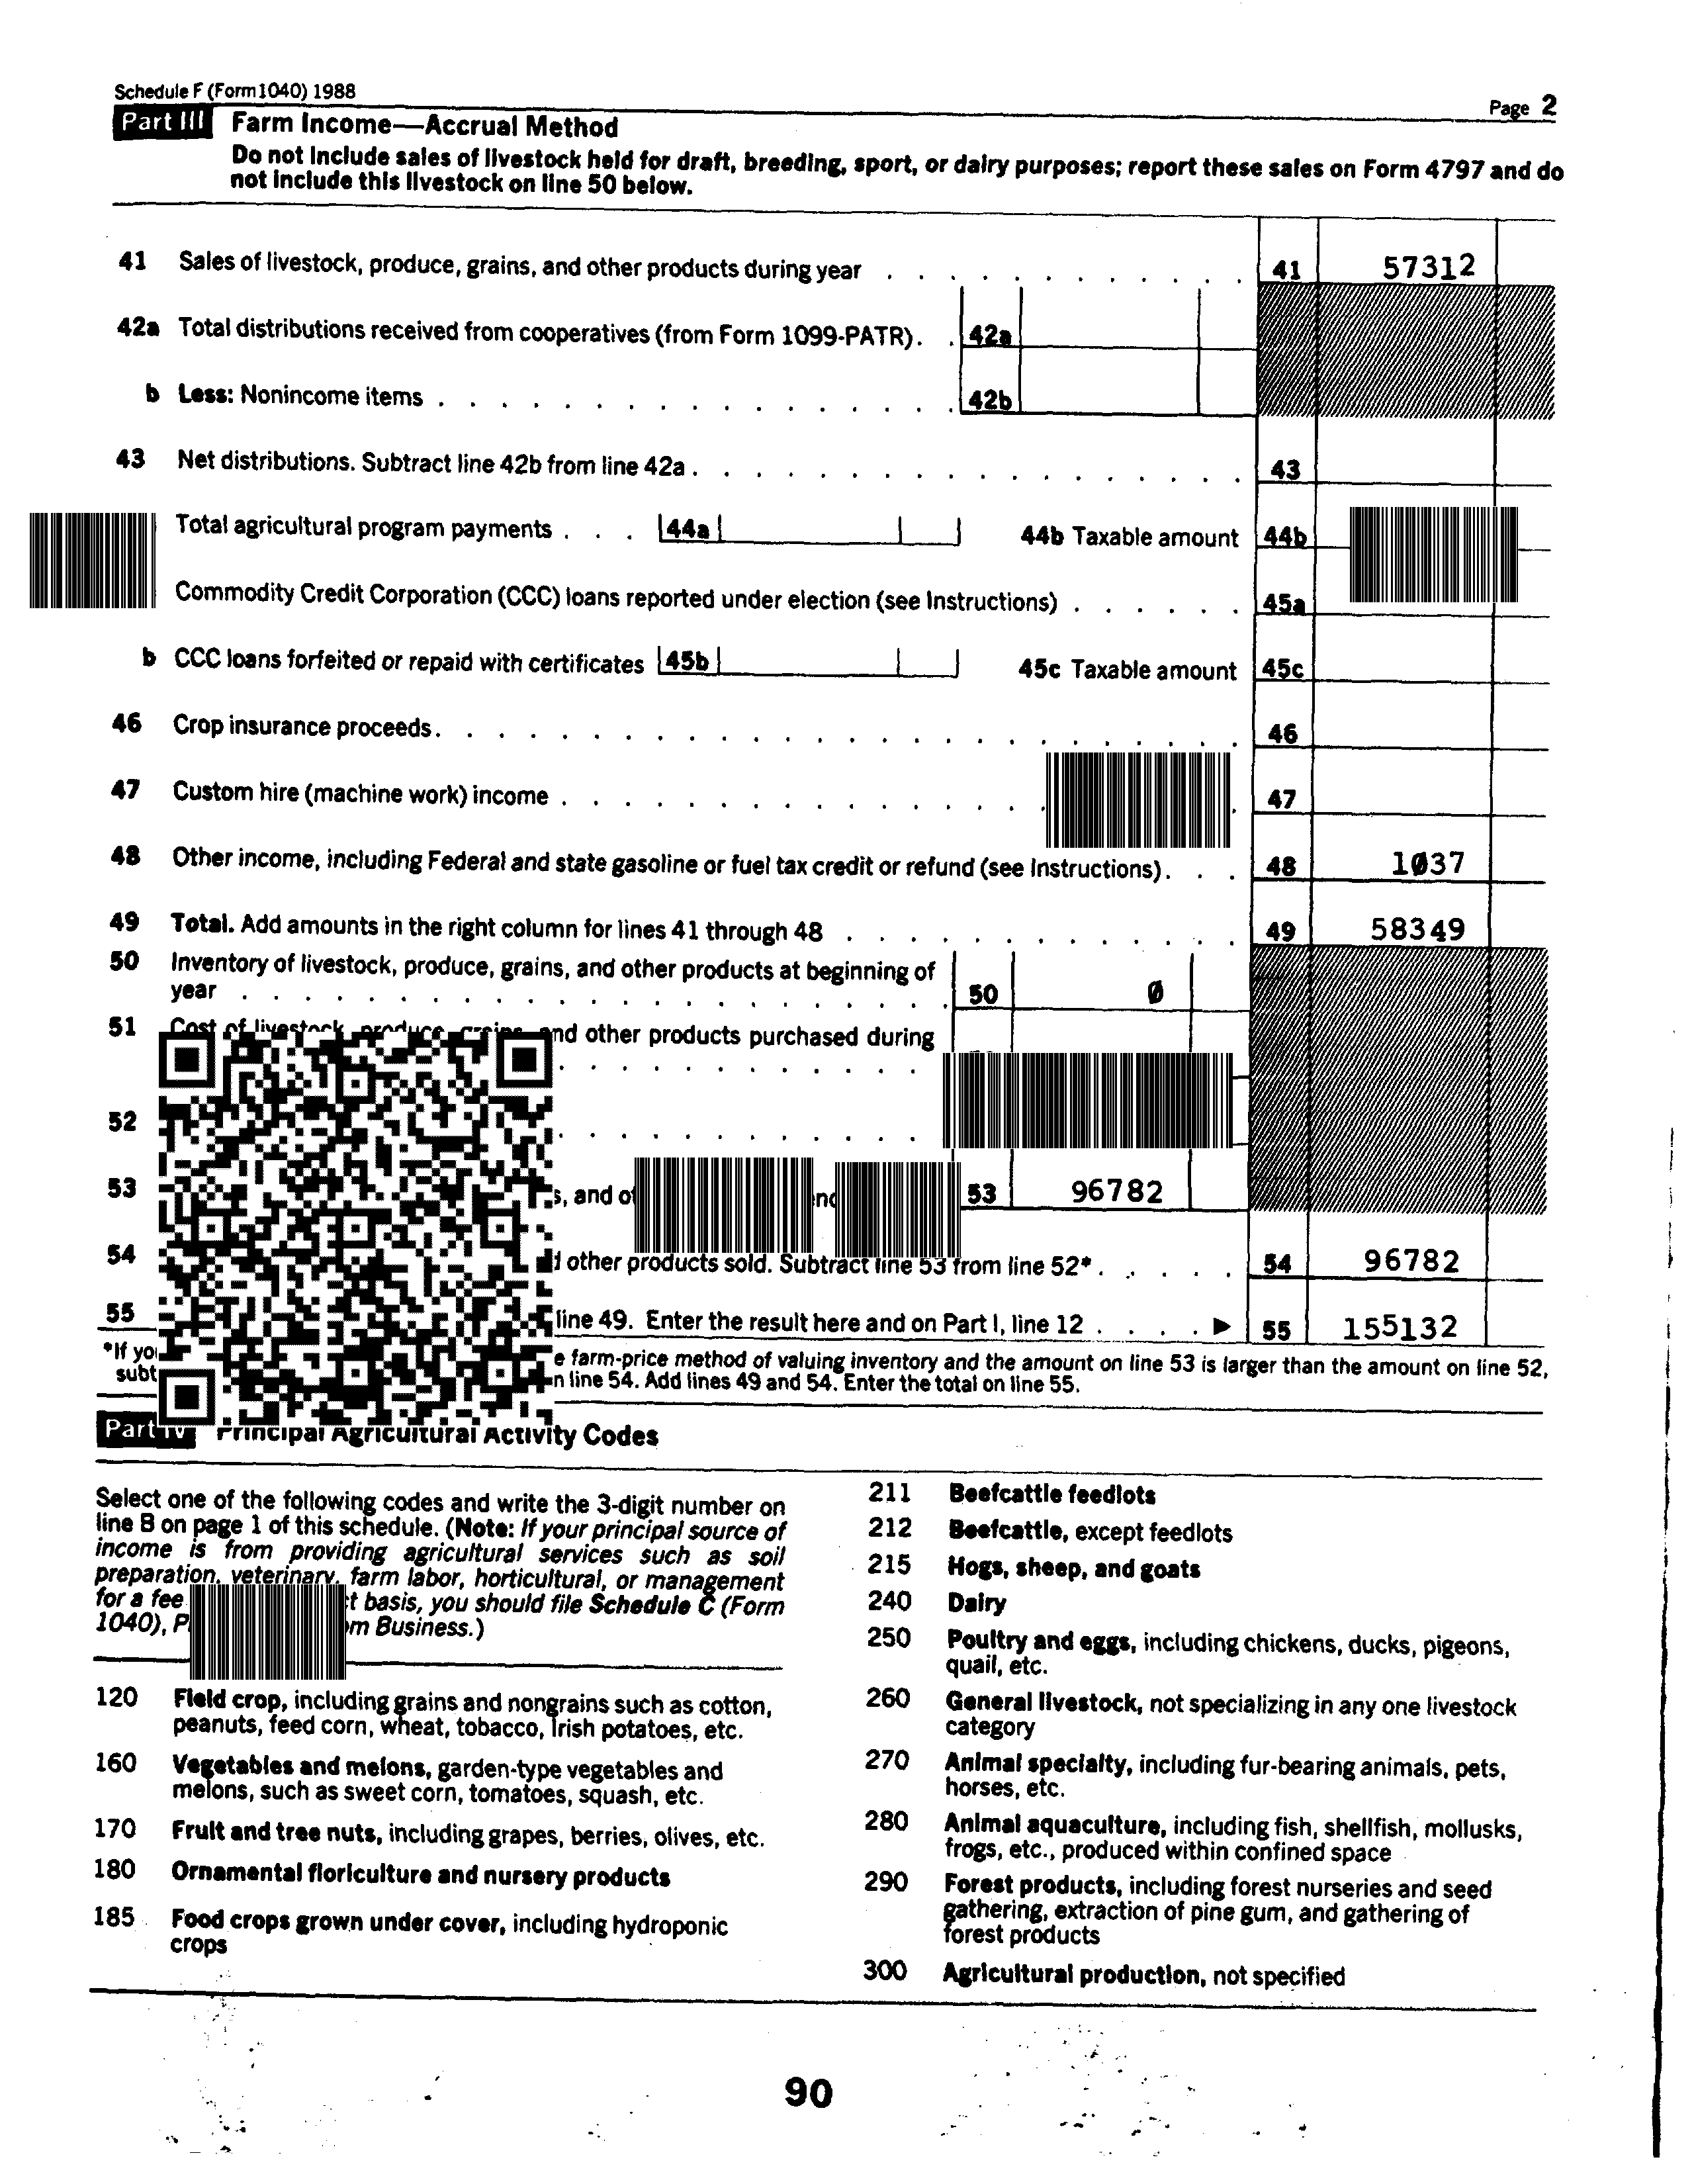 Schedule F (Form 1040) 1988
Page 2
Part III Farm Income—Accrual Method
Do not include sales of livestock held for draft, breeding, sport, or dairy purposes; report these sales on Form 4797 and do
not include this livestock on line 50 below.
41 Sales of livestock, produce, grains, and other products during year . . . . . . . . . . . . 41 57312
42a Total distributions received from cooperatives (from Form 1099-PATR). . 42a
b Less: Nonincome items . . . . . . . . . . . . . . . . . 42b
43 Net distributions. Subtract line 42b from line 42a . . . . . . . . . . . . . . . . . . 43
Total agricultural program payments . . . 44a 44b Taxable amount 44b
Commodity Credit Corporation (CCC) loans reported under election (see Instructions) . . . . . . 45a
b CCC loans forfeited or repaid with certificates 45b 45c Taxable amount 45c
46 Crop insurance proceeds. . . . . . . . . . . . . . . . . . . . . . . . . . 46
47 Custom hire (machine work) income . . . . . . . . . . . . . . . . . 47
48 Other income, including Federal and state gasoline or fuel tax credit or refund (see Instructions). . . 48 1037
49 Total. Add amounts in the right column for lines 41 through 48 . . . . . . . . . . . . . 49 58349
50 Inventory of livestock, produce, grains, and other products at beginning of
year . . . . . . . . . . . . . . . . . . . . . . . 50 0
51 Cost of livestock, produce, grains, and other products purchased during
52
53 s, and 53 96782
54 other products sold. Subtract line 53 from line 52* . . . . . 54 96782
55 line 49. Enter the result here and on Part I, line 12 . . . . ▶ 55 155132
*If farm-price method of valuing inventory and the amount on line 53 is larger than the amount on line 52,
line 54. Add lines 49 and 54. Enter the total on line 55.
Part IV Principal Agricultural Activity Codes
Select one of the following codes and write the 3-digit number on
line B on page 1 of this schedule. (Note: If your principal source of
income is from providing agricultural services such as soil
preparation, veterinary, farm labor, horticultural, or management
for a fee basis, you should file Schedule C (Form
1040), Business.)
120 Field crop, including grains and nongrains such as cotton,
peanuts, feed corn, wheat, tobacco, Irish potatoes, etc.
160 Vegetables and melons, garden-type vegetables and
melons, such as sweet corn, tomatoes, squash, etc.
170 Fruit and tree nuts, including grapes, berries, olives, etc.
180 Ornamental floriculture and nursery products
185 Food crops grown under cover, including hydroponic
crops
211 Beefcattle feedlots
212 Beefcattle, except feedlots
215 Hogs, sheep, and goats
240 Dairy
250 Poultry and eggs, including chickens, ducks, pigeons,
quail, etc.
260 General livestock, not specializing in any one livestock
category
270 Animal specialty, including fur-bearing animals, pets,
horses, etc.
280 Animal aquaculture, including fish, shellfish, mollusks,
frogs, etc., produced within confined space
290 Forest products, including forest nurseries and seed
gathering, extraction of pine gum, and gathering of
forest products
300 Agricultural production, not specified
90